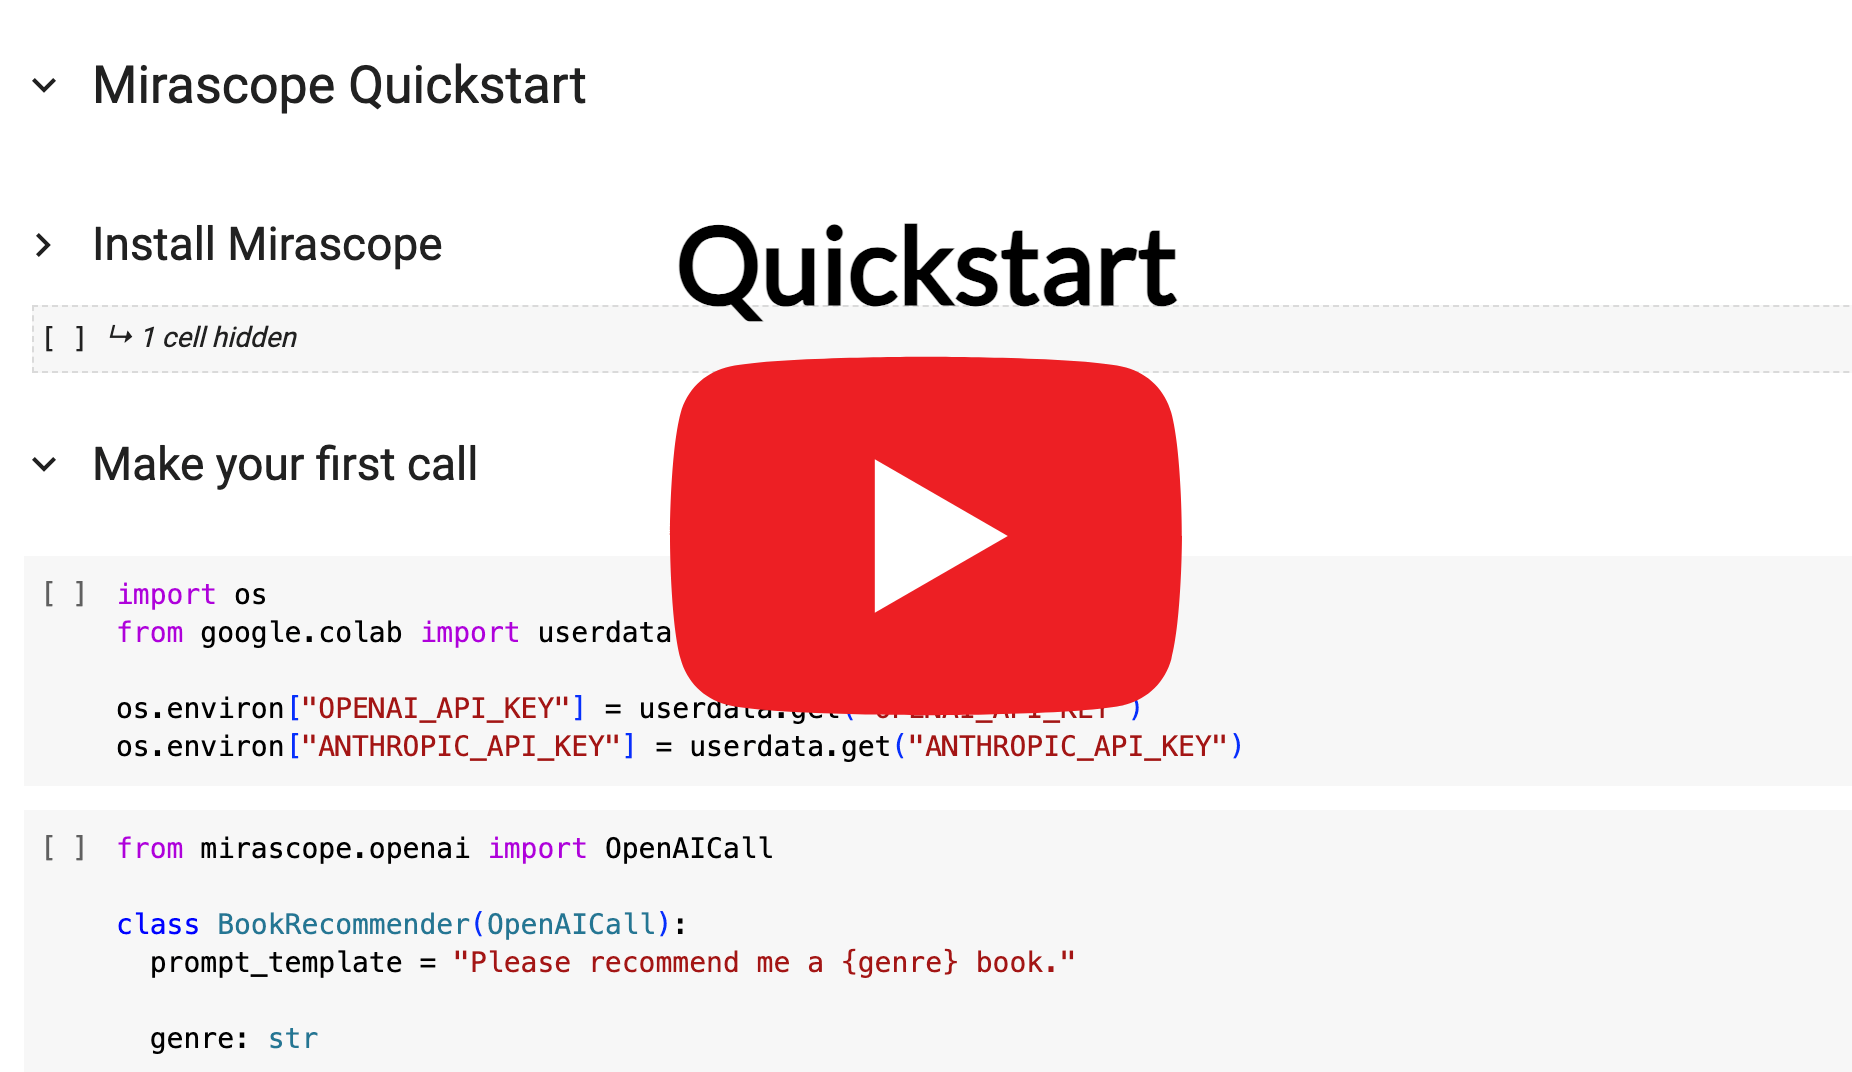 Mirascope Quickstart
Install Mirascope
Quickstart
[ ] ↳ 1 cell hidden
Make your first call
[ ] import os
from google.colab import userdata
os.environ["OPENAI_API_KEY"] = userdata.get("OPENAI_API_KEY")
os.environ["ANTHROPIC_API_KEY"] = userdata.get("ANTHROPIC_API_KEY")
[ ] from mirascope.openai import OpenAICall
class BookRecommender(OpenAICall):
prompt_template = "Please recommend me a {genre} book."
genre: str